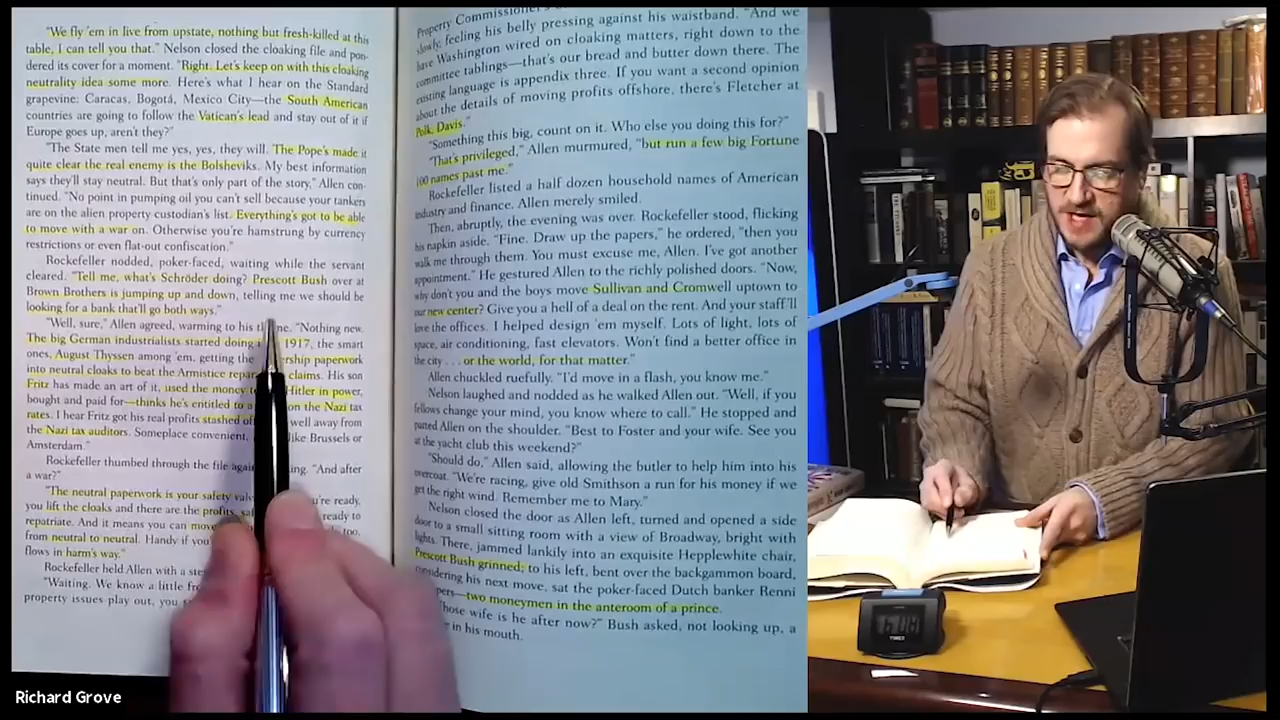 "We fly 'em in live from upstate, nothing but fresh-killed at this
table, I can tell you that." Nelson closed the cloaking file and pon-
dered its cover for a moment. "Right. Let's keep on with this cloaking
neutrality idea some more. Here's what I hear on the Standard
grapevine: Caracas, Bogotá, Mexico City—the South American
countries are going to follow the Vatican's lead and stay out of it if
Europe goes up, aren't they?"
"The State men tell me yes, yes, they will. The Pope's made it
quite clear the real enemy is the Bolsheviks. My best information
says they'll stay neutral. But that's only part of the story," Allen con-
tinued. "No point in pumping oil you can't sell because your tankers
are on the alien property custodian's list. Everything's got to be able
to move with a war on. Otherwise you're hamstrung by currency
restrictions or even flat-out confiscation."
Rockefeller nodded, poker-faced, waiting while the servant
cleared. "Tell me, what's Schröder doing? Prescott Bush over at
Brown Brothers is jumping up and down, telling me we should be
looking for a bank that'll go both ways."
"Well, sure," Allen agreed, warming to his "Nothing new.
The big German industrialists started doing 1917, the smart
ones, August Thyssen among 'em, getting the paperwork
into neutral cloaks to beat the Armistice claims. His son
Fritz has made an art of it, used the money Hitler in power,
bought and paid for—thinks he's entitled to on the Nazi tax
rates. I hear Fritz got his real profits stashed well away from
the Nazi tax auditors. Someplace convenient, like Brussels or
Amsterdam."
Rockefeller thumbed through the file "And after
a war?"
"The neutral paperwork is your safety you're ready,
you lift the cloaks and there are the profits, ready to
repatriate. And it means you can move too,
from neutral to neutral. Handy if you
flows in harm's way."
Rockefeller held Allen with a
"Waiting. We know a little
property issues play out, you
Property Commissioner's
slowly, feeling his belly pressing against his waistband. "And we
have Washington wired on cloaking matters, right down to the
committee tablings—that's our bread and butter down there. The
existing language is appendix three. If you want a second opinion
about the details of moving profits offshore, there's Fletcher at
Polk, Davis."
"Something this big, count on it. Who else you doing this for?"
"That's privileged," Allen murmured, "but run a few big Fortune
100 names past me."
Rockefeller listed a half dozen household names of American
industry and finance. Allen merely smiled.
Then, abruptly, the evening was over. Rockefeller stood, flicking
his napkin aside. "Fine. Draw up the papers," he ordered, "then you
walk me through them. You must excuse me, Allen. I've got another
appointment." He gestured Allen to the richly polished doors. "Now,
why don't you and the boys move Sullivan and Cromwell uptown to
our new center? Give you a hell of a deal on the rent. And your staff'll
love the offices. I helped design 'em myself. Lots of light, lots of
space, air conditioning, fast elevators. Won't find a better office in
the city . . . or the world, for that matter."
Allen chuckled ruefully. "I'd move in a flash, you know me."
Nelson laughed and nodded as he walked Allen out. "Well, if you
fellows change your mind, you know where to call." He stopped and
patted Allen on the shoulder. "Best to Foster and your wife. See you
at the yacht club this weekend?"
"Should do," Allen said, allowing the butler to help him into his
overcoat. "We're racing, give old Smithson a run for his money if we
get the right wind. Remember me to Mary."
Nelson closed the door as Allen left, turned and opened a side
door to a small sitting room with a view of Broadway, bright with
lights. There, jammed lankily into an exquisite Hepplewhite chair,
Prescott Bush grinned; to his left, bent over the backgammon board,
considering his next move, sat the poker-faced Dutch banker Renni
two moneymen in the anteroom of a prince.
wife is he after now?" Bush asked, not looking up, a
in his mouth.
Richard Grove
TIMEX